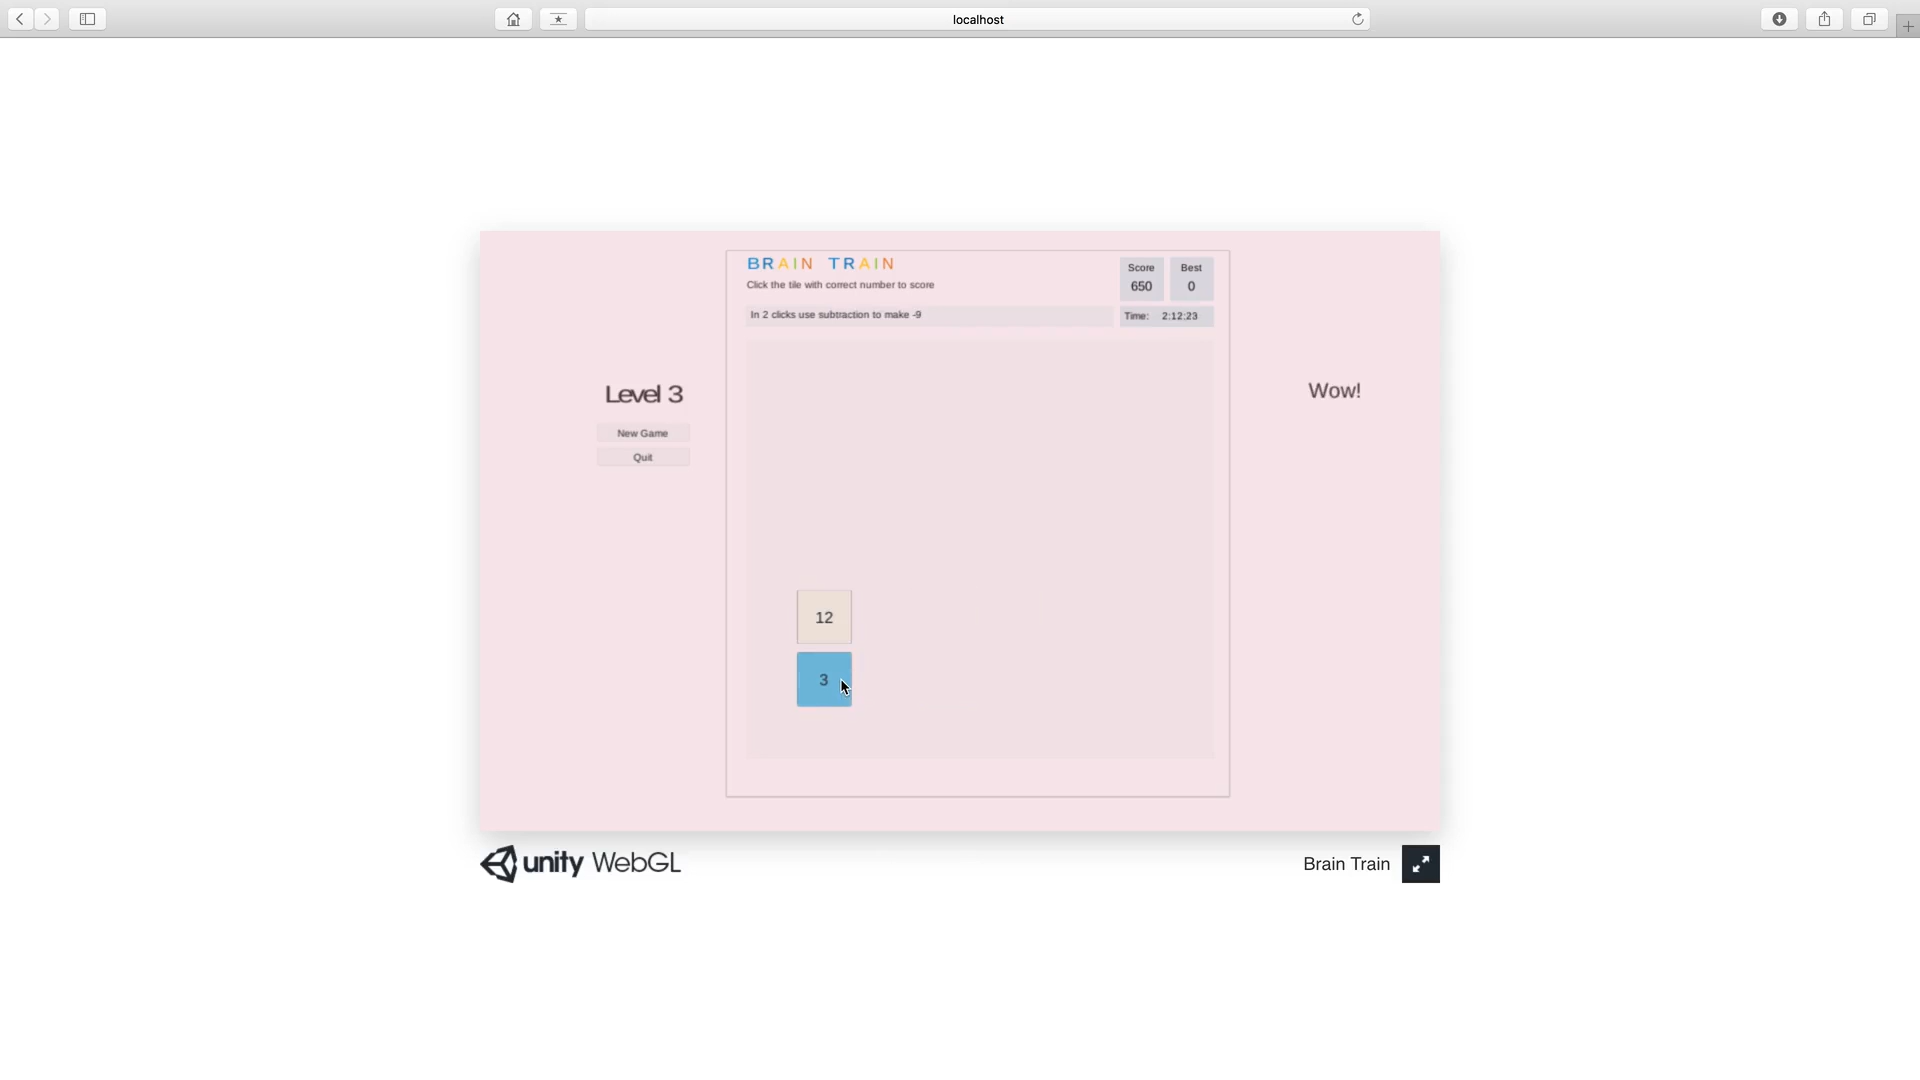 localhost
BRAIN TRAIN
Click the tile with correct number to score
Score
650
Best
0
In 2 clicks use subtraction to make -9
Time: 2:12:23
Level 3
New Game
Quit
Wow!
12
3
unity WebGL
Brain Train